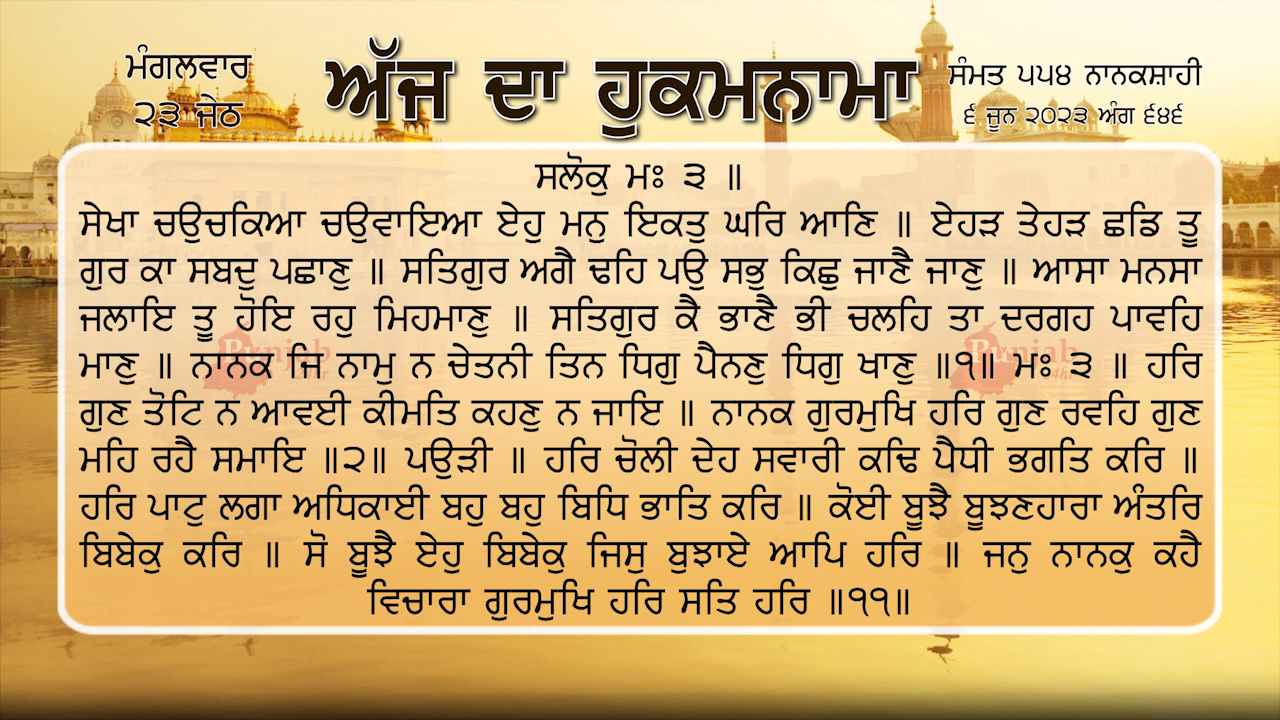 ਮੰਗਲਵਾਰ
੨੩ ਜੇਠ
ਅੱਜ ਦਾ ਹੁਕਮਨਾਮਾ
ਸੰਮਤ ੫੫੪ ਨਾਨਕਸ਼ਾਹੀ
੬ ਜੂਨ ੨੦੨੩ ਅੰਗ ੬੪੬
ਸਲੋਕੁ ਮਃ ੩ ॥
ਸੇਖਾ ਚਉਚਕਿਆ ਚਉਵਾਇਆ ਏਹੁ ਮਨੁ ਇਕਤੁ ਘਰਿ ਆਣਿ ॥ ਏਹੜ ਤੇਹੜ ਛਡਿ ਤੂ
ਗੁਰ ਕਾ ਸਬਦੁ ਪਛਾਣੁ ॥ ਸਤਿਗੁਰ ਅਗੈ ਢਹਿ ਪਉ ਸਭੁ ਕਿਛੁ ਜਾਣੈ ਜਾਣੁ ॥ ਆਸਾ ਮਨਸਾ
ਜਲਾਇ ਤੂ ਹੋਇ ਰਹੁ ਮਿਹਮਾਣੁ ॥ ਸਤਿਗੁਰ ਕੈ ਭਾਣੈ ਭੀ ਚਲਹਿ ਤਾ ਦਰਗਹ ਪਾਵਹਿ
ਮਾਣੁ ॥ ਨਾਨਕ ਜਿ ਨਾਮੁ ਨ ਚੇਤਨੀ ਤਿਨ ਧਿਗੁ ਪੈਨਣੁ ਧਿਗੁ ਖਾਣੁ ॥੧॥ ਮਃ ੩ ॥ ਹਰਿ
ਗੁਣ ਤੋਟਿ ਨ ਆਵਈ ਕੀਮਤਿ ਕਹਣੁ ਨ ਜਾਇ ॥ ਨਾਨਕ ਗੁਰਮੁਖਿ ਹਰਿ ਗੁਣ ਰਵਹਿ ਗੁਣ
ਮਹਿ ਰਹੈ ਸਮਾਇ ॥੨॥ ਪਉੜੀ ॥ ਹਰਿ ਚੋਲੀ ਦੇਹ ਸਵਾਰੀ ਕਢਿ ਪੈਧੀ ਭਗਤਿ ਕਰਿ ॥
ਹਰਿ ਪਾਟੁ ਲਗਾ ਅਧਿਕਾਈ ਬਹੁ ਬਹੁ ਬਿਧਿ ਭਾਤਿ ਕਰਿ ॥ ਕੋਈ ਬੂਝੈ ਬੂਝਣਹਾਰਾ ਅੰਤਰਿ
ਬਿਬੇਕੁ ਕਰਿ ॥ ਸੋ ਬੂਝੈ ਏਹੁ ਬਿਬੇਕੁ ਜਿਸੁ ਬੁਝਾਏ ਆਪਿ ਹਰਿ ॥ ਜਨੁ ਨਾਨਕੁ ਕਹੈ
ਵਿਚਾਰਾ ਗੁਰਮੁਖਿ ਹਰਿ ਸਤਿ ਹਰਿ ॥੧੧॥
Punjab
Punjab